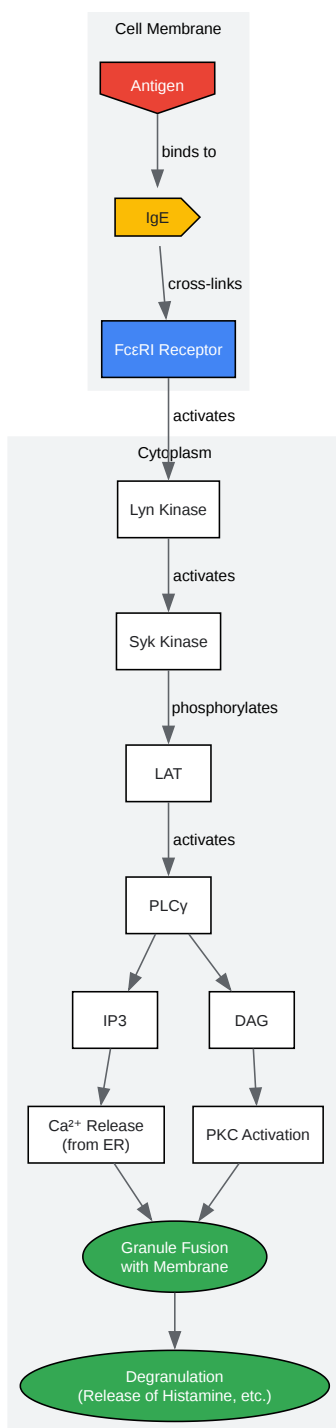 Cell Membrane
Antigen
binds to
IgE
cross-links
FcεRI Receptor
activates
Cytoplasm
Lyn Kinase
activates
Syk Kinase
phosphorylates
LAT
activates
PLCγ
IP3
DAG
Ca²⁺ Release
(from ER)
PKC Activation
Granule Fusion
with Membrane
Degranulation
(Release of Histamine, etc.)